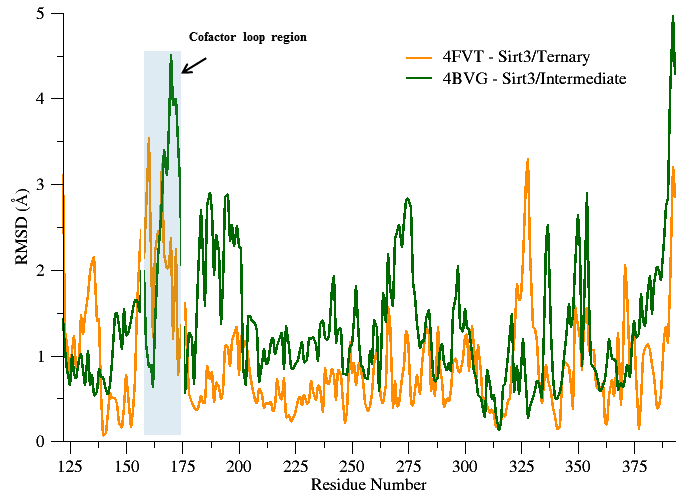 Cofactor loop region
4FVT - Sirt3/Ternary
4BVG - Sirt3/Intermediate
RMSD (Å)
5
4
3
2
1
0
125 150 175 200 225 250 275 300 325 350 375
Residue Number